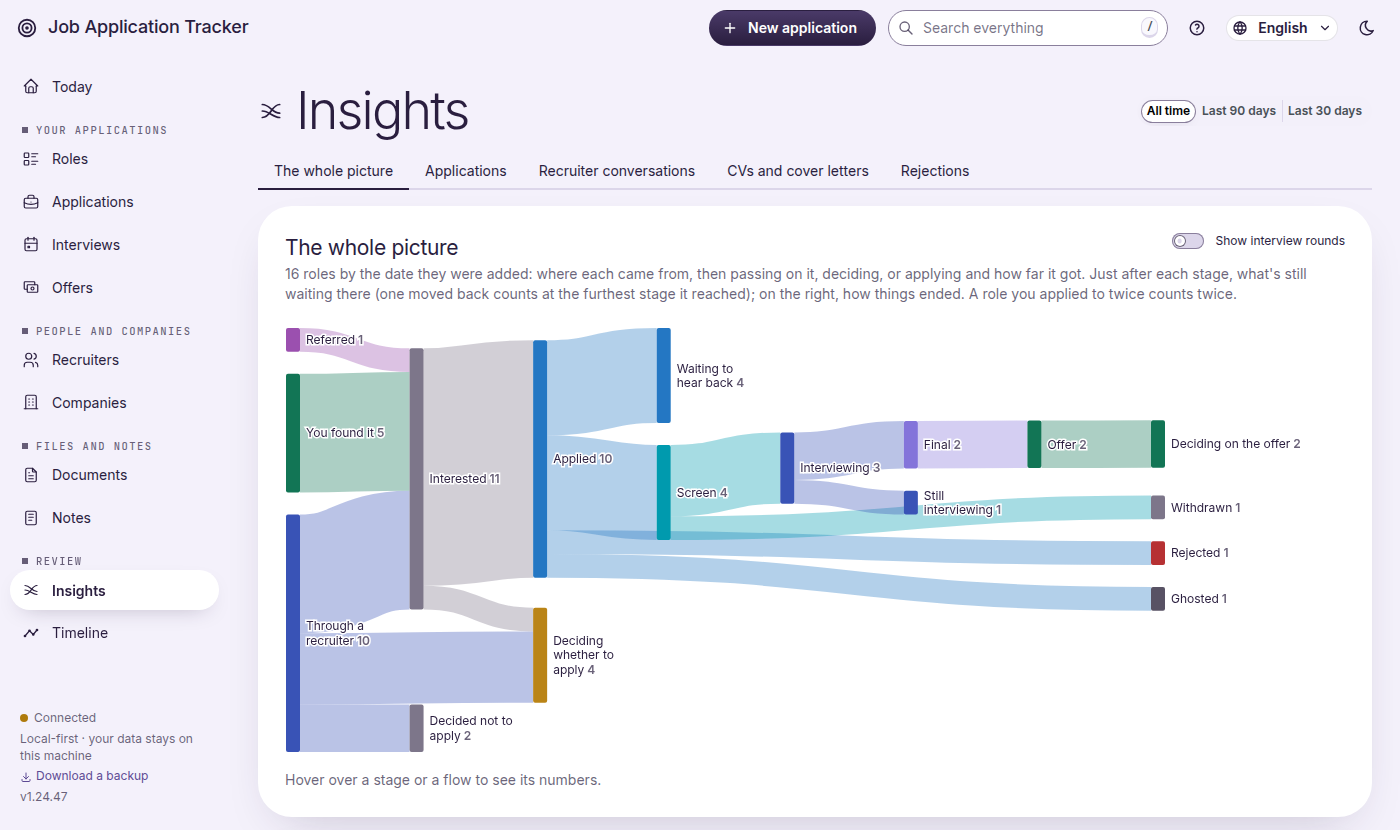 Job Application Tracker
New application
Search everything
/
English
Today
YOUR APPLICATIONS
Roles
Applications
Interviews
Offers
PEOPLE AND COMPANIES
Recruiters
Companies
FILES AND NOTES
Documents
Notes
REVIEW
Insights
Timeline
Connected
Local-first · your data stays on
this machine
Download a backup
v1.24.47
Insights
All time
Last 90 days
Last 30 days
The whole picture
Applications
Recruiter conversations
CVs and cover letters
Rejections
The whole picture
Show interview rounds
16 roles by the date they were added: where each came from, then passing on it, deciding, or applying and how far it got. Just after each stage, what's still
waiting there (one moved back counts at the furthest stage it reached); on the right, how things ended. A role you applied to twice counts twice.
Referred 1
You found it 5
Through a
recruiter 10
Interested 11
Decided not to
apply 2
Applied 10
Deciding
whether to
apply 4
Waiting to
hear back 4
Screen 4
Interviewing 3
Final 2
Still
interviewing 1
Offer 2
Deciding on the offer 2
Withdrawn 1
Rejected 1
Ghosted 1
Hover over a stage or a flow to see its numbers.